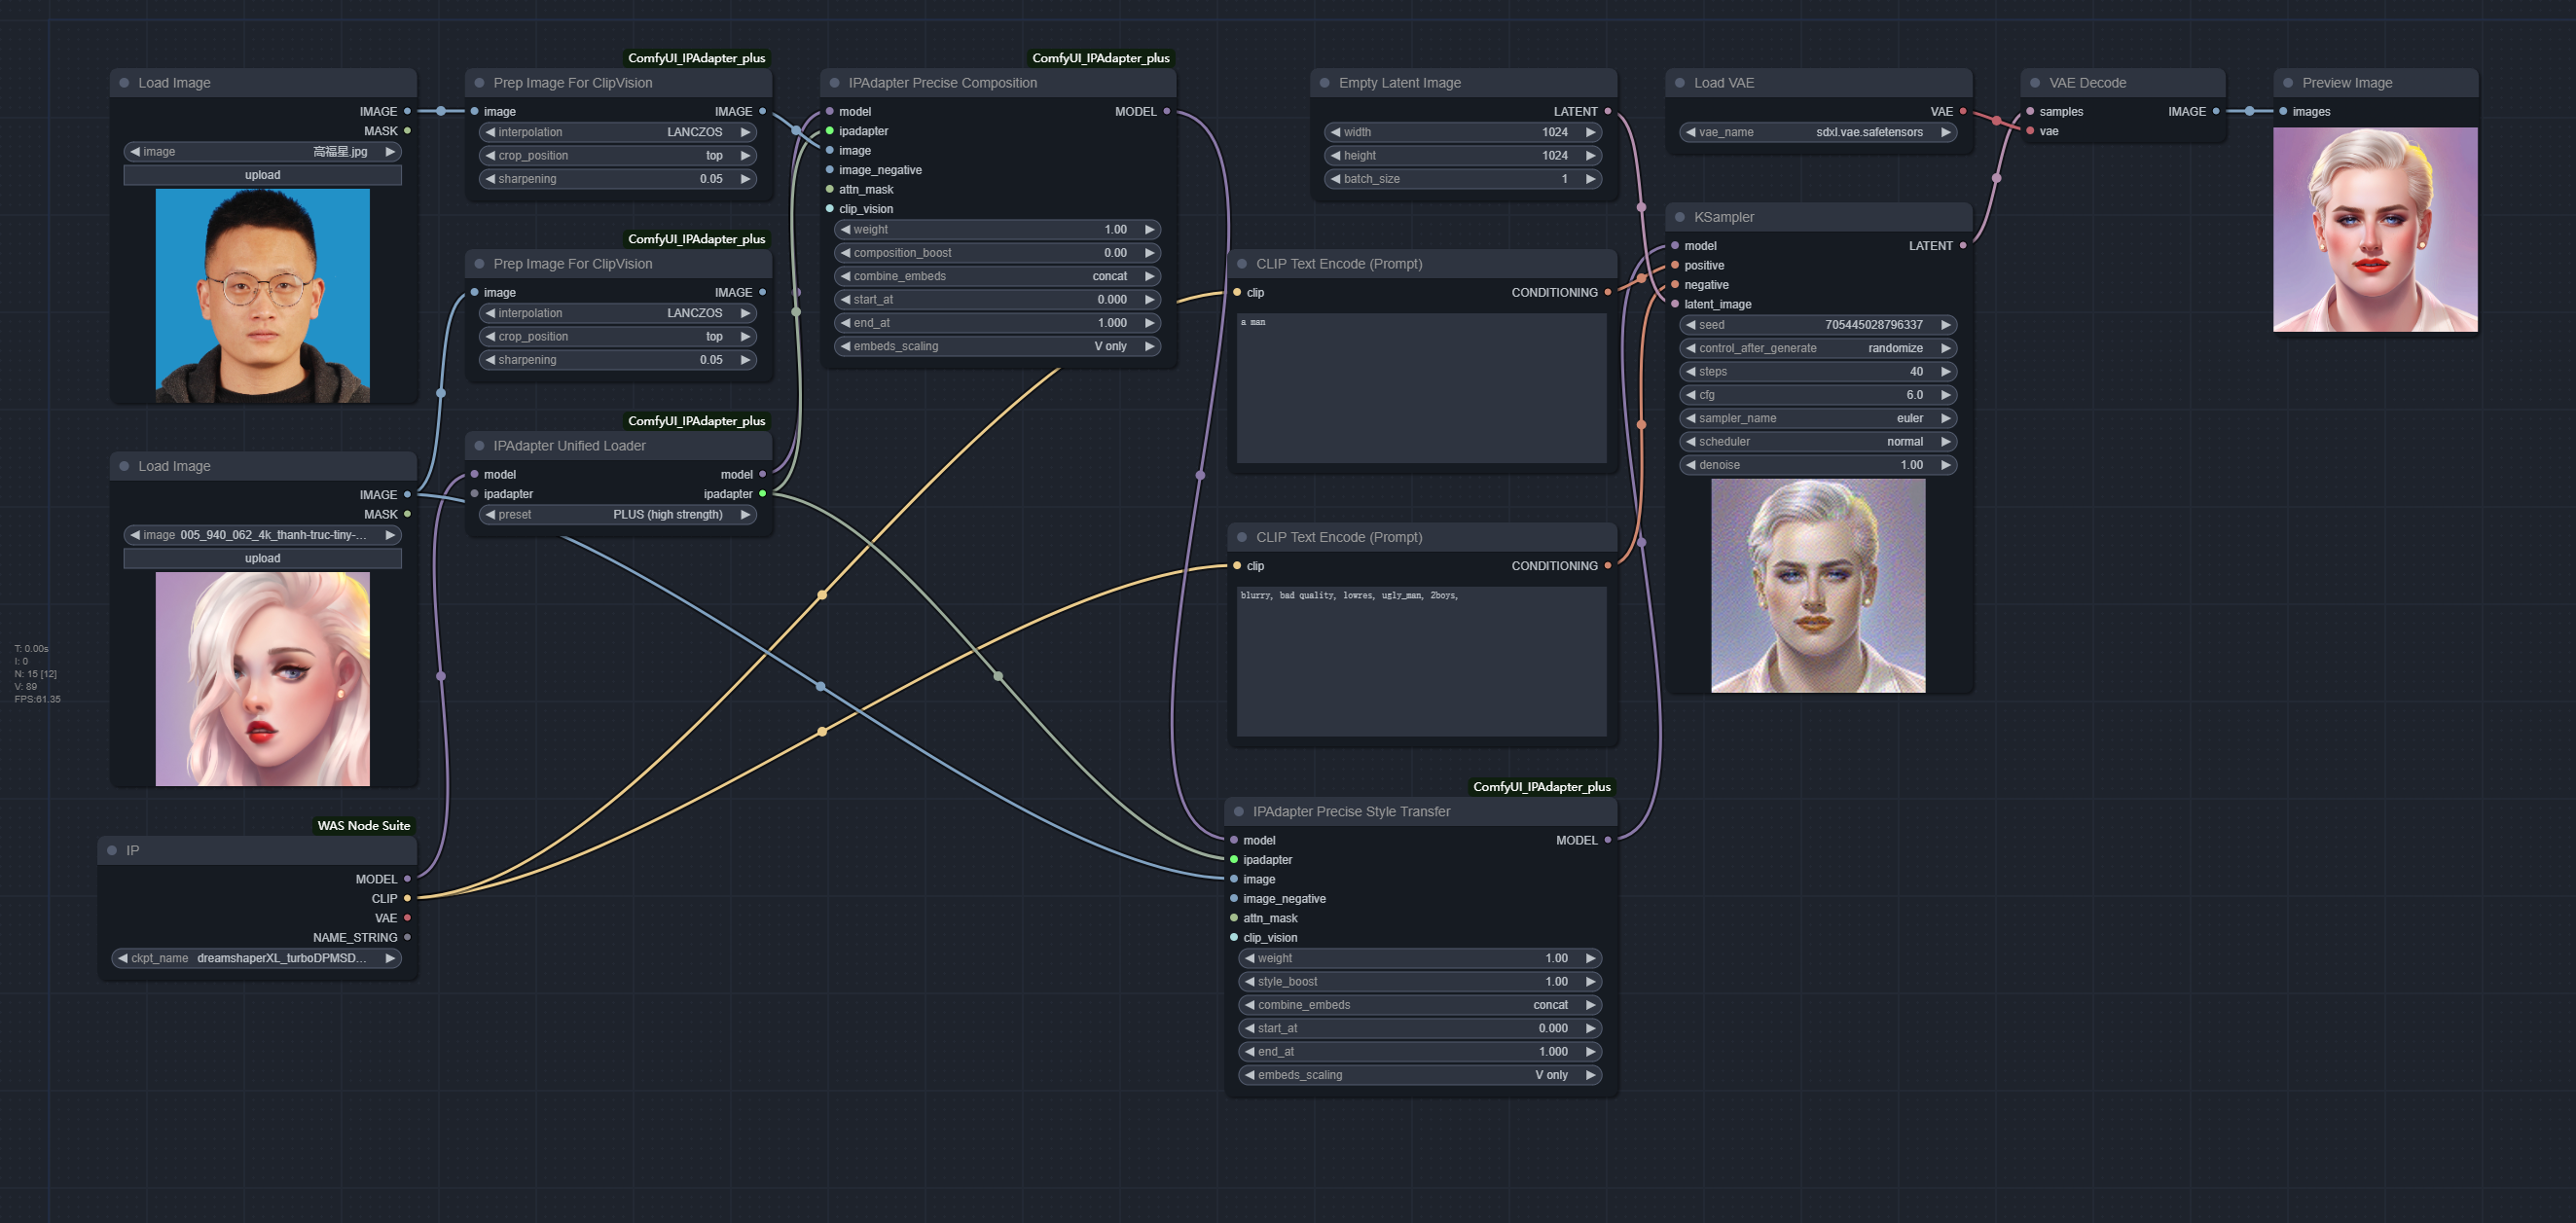 Load Image
IMAGE
MASK
image 高福星.jpg
upload
ComfyUI_IPAdapter_plus
Prep Image For ClipVision
image IMAGE
interpolation LANCZOS
crop_position top
sharpening 0.05
ComfyUI_IPAdapter_plus
Prep Image For ClipVision
image IMAGE
interpolation LANCZOS
crop_position top
sharpening 0.05
ComfyUI_IPAdapter_plus
IPAdapter Unified Loader
model model
ipadapter ipadapter
preset PLUS (high strength)
Load Image
IMAGE
MASK
image 005_940_062_4k_thanh-truc-tiny-...
upload
T: 0.00s
I: 0
N: 15 [12]
V: 89
FPS:61.35
WAS Node Suite
IP
MODEL
CLIP
VAE
NAME_STRING
ckpt_name dreamshaperXL_turboDPMSD...
ComfyUI_IPAdapter_plus
IPAdapter Precise Composition
model MODEL
ipadapter
image
image_negative
attn_mask
clip_vision
weight 1.00
composition_boost 0.00
combine_embeds concat
start_at 0.000
end_at 1.000
embeds_scaling V only
Empty Latent Image
LATENT
width 1024
height 1024
batch_size 1
CLIP Text Encode (Prompt)
clip CONDITIONING
a man
CLIP Text Encode (Prompt)
clip CONDITIONING
blurry, bad quality, lowres, ugly_man, 2boys,
ComfyUI_IPAdapter_plus
IPAdapter Precise Style Transfer
model MODEL
ipadapter
image
image_negative
attn_mask
clip_vision
weight 1.00
style_boost 1.00
combine_embeds concat
start_at 0.000
end_at 1.000
embeds_scaling V only
Load VAE
VAE
vae_name sdxl.vae.safetensors
KSampler
model LATENT
positive
negative
latent_image
seed 705445028796337
control_after_generate randomize
steps 40
cfg 6.0
sampler_name euler
scheduler normal
denoise 1.00
VAE Decode
samples IMAGE
vae
Preview Image
images